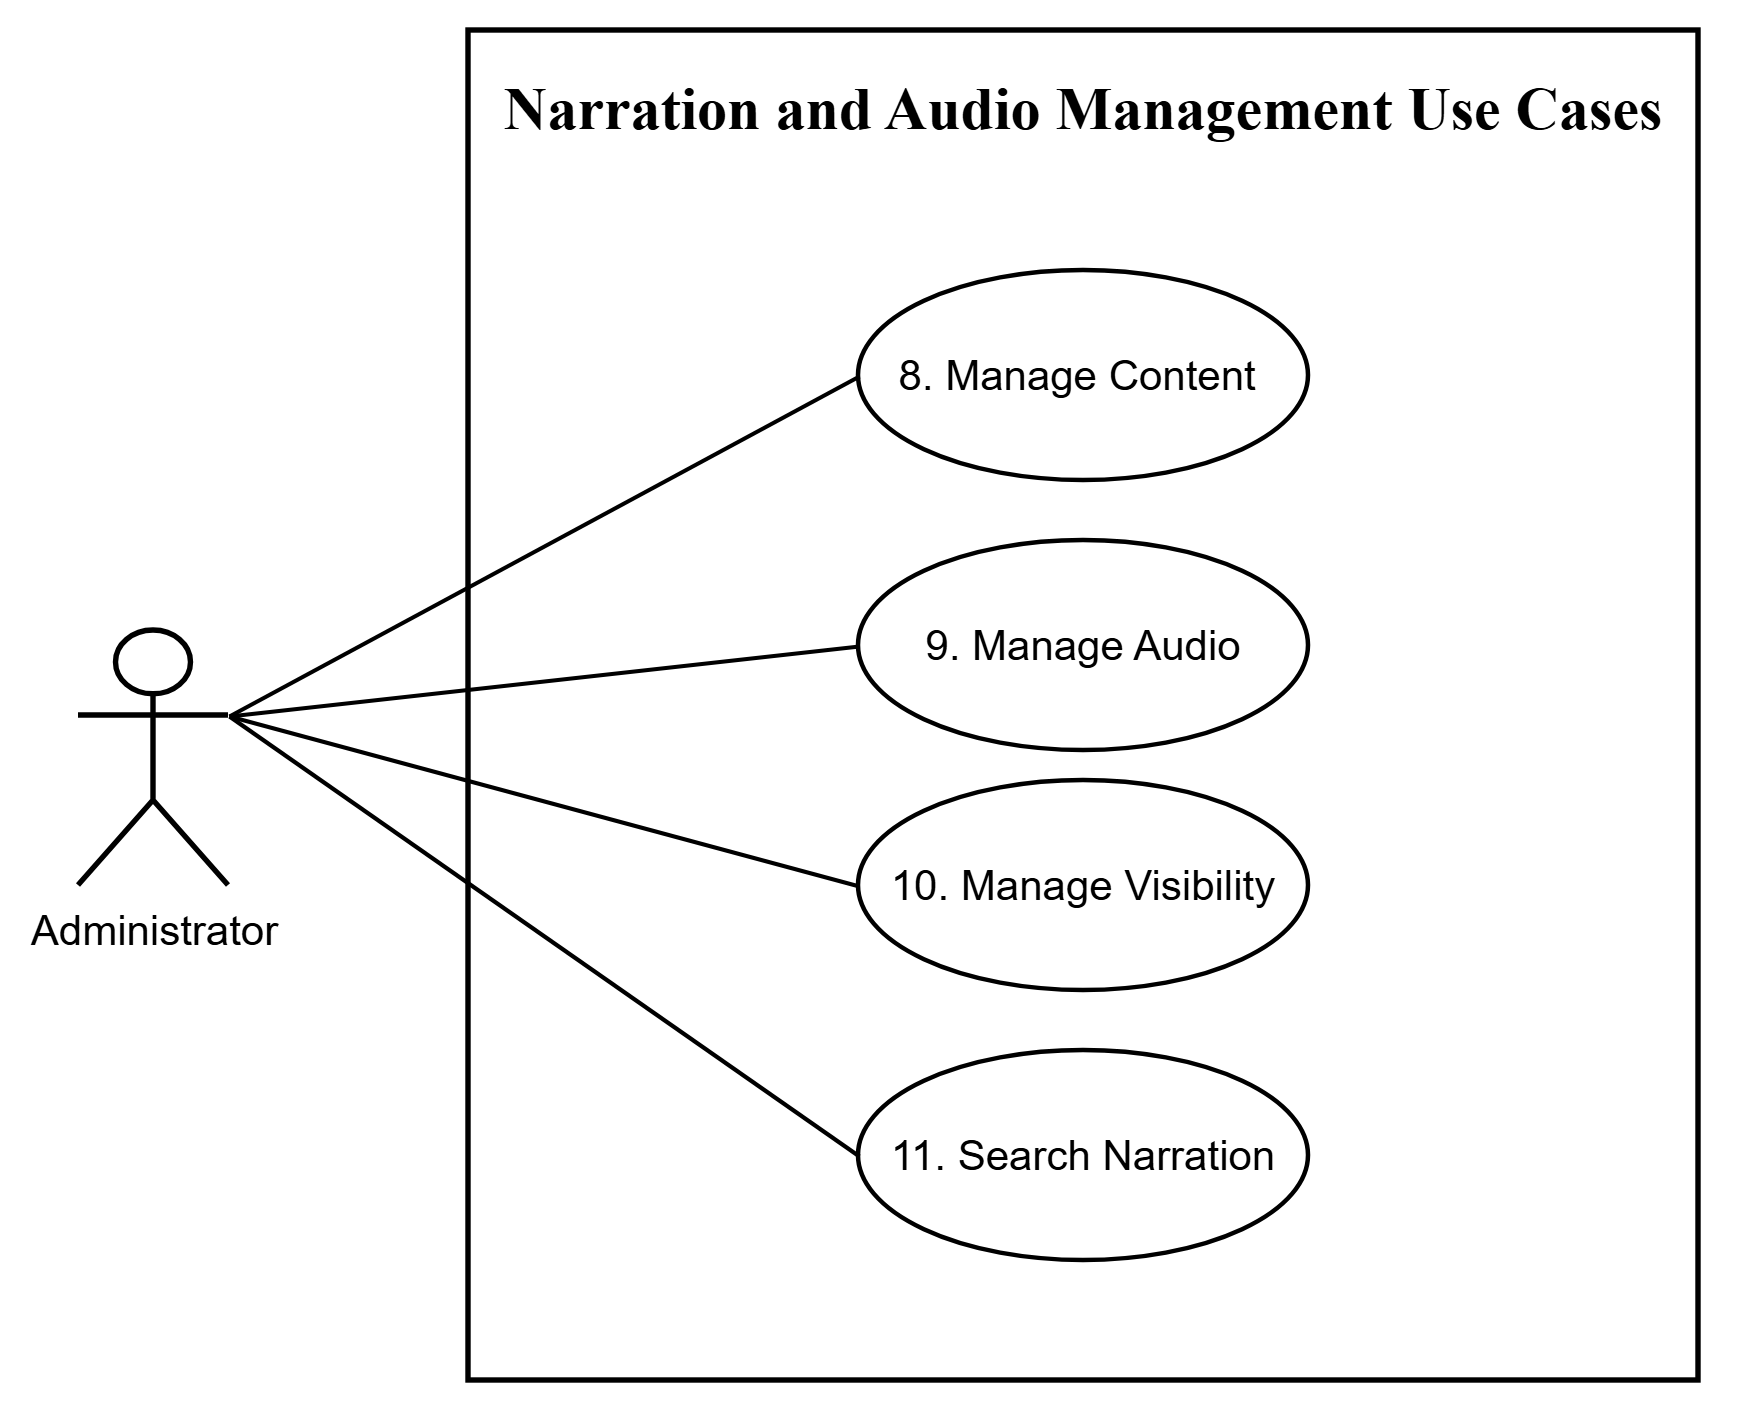 Narration and Audio Management Use Cases
8. Manage Content
9. Manage Audio
10. Manage Visibility
Administrator
11. Search Narration